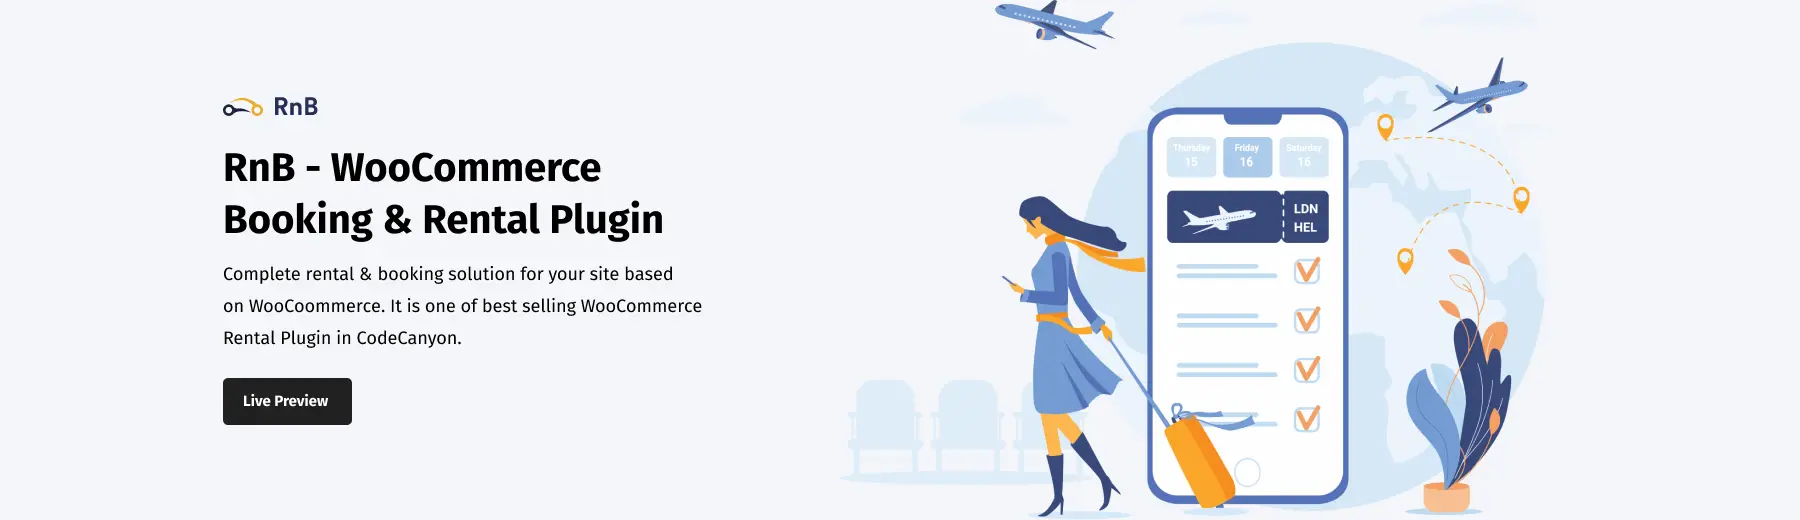 RnB
RnB - WooCommerce
Booking & Rental Plugin
Complete rental & booking solution for your site based
on WooCoommerce. It is one of best selling WooCommerce
Rental Plugin in CodeCanyon.
Live Preview
Thursday
15
Friday
16
Saturday
16
LDN
HEL